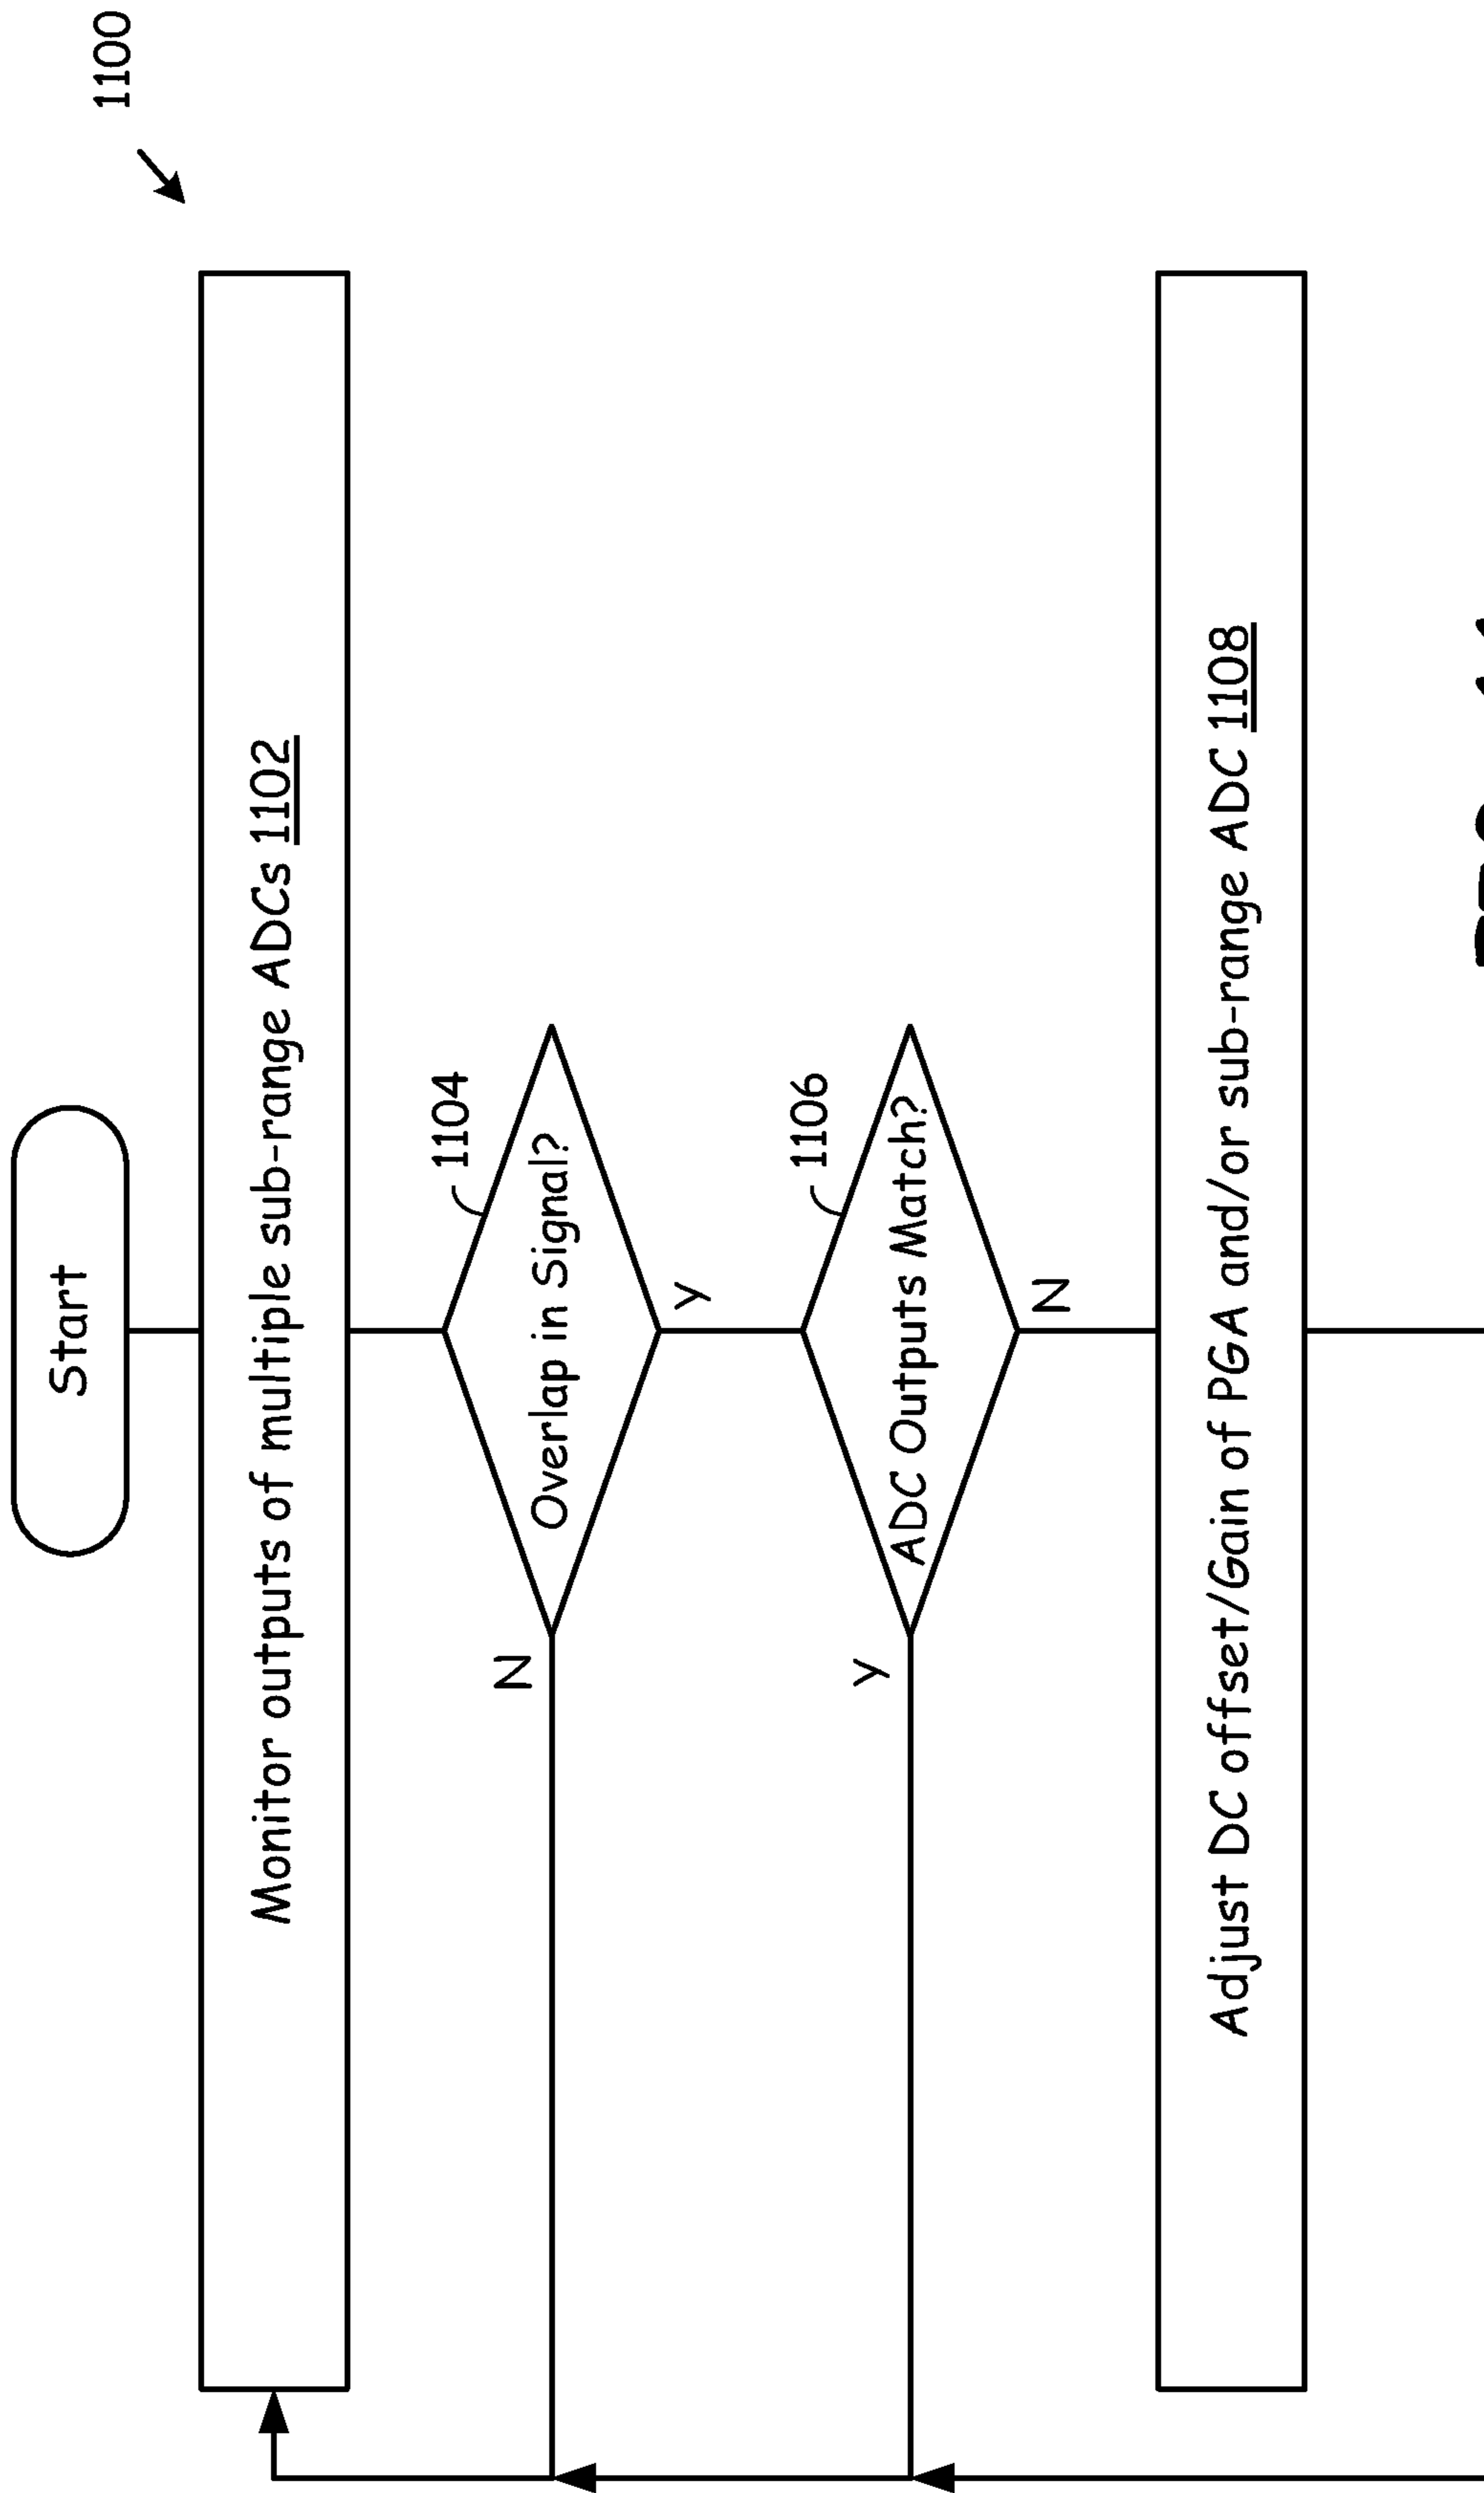 1100
Start
Monitor outputs of multiple sub-range ADCs 1102
1104
Overlap in Signal?
N
Y
1106
ADC Outputs Match?
Y
N
Adjust DC offset/Gain of PGA and/or sub-range ADC 1108